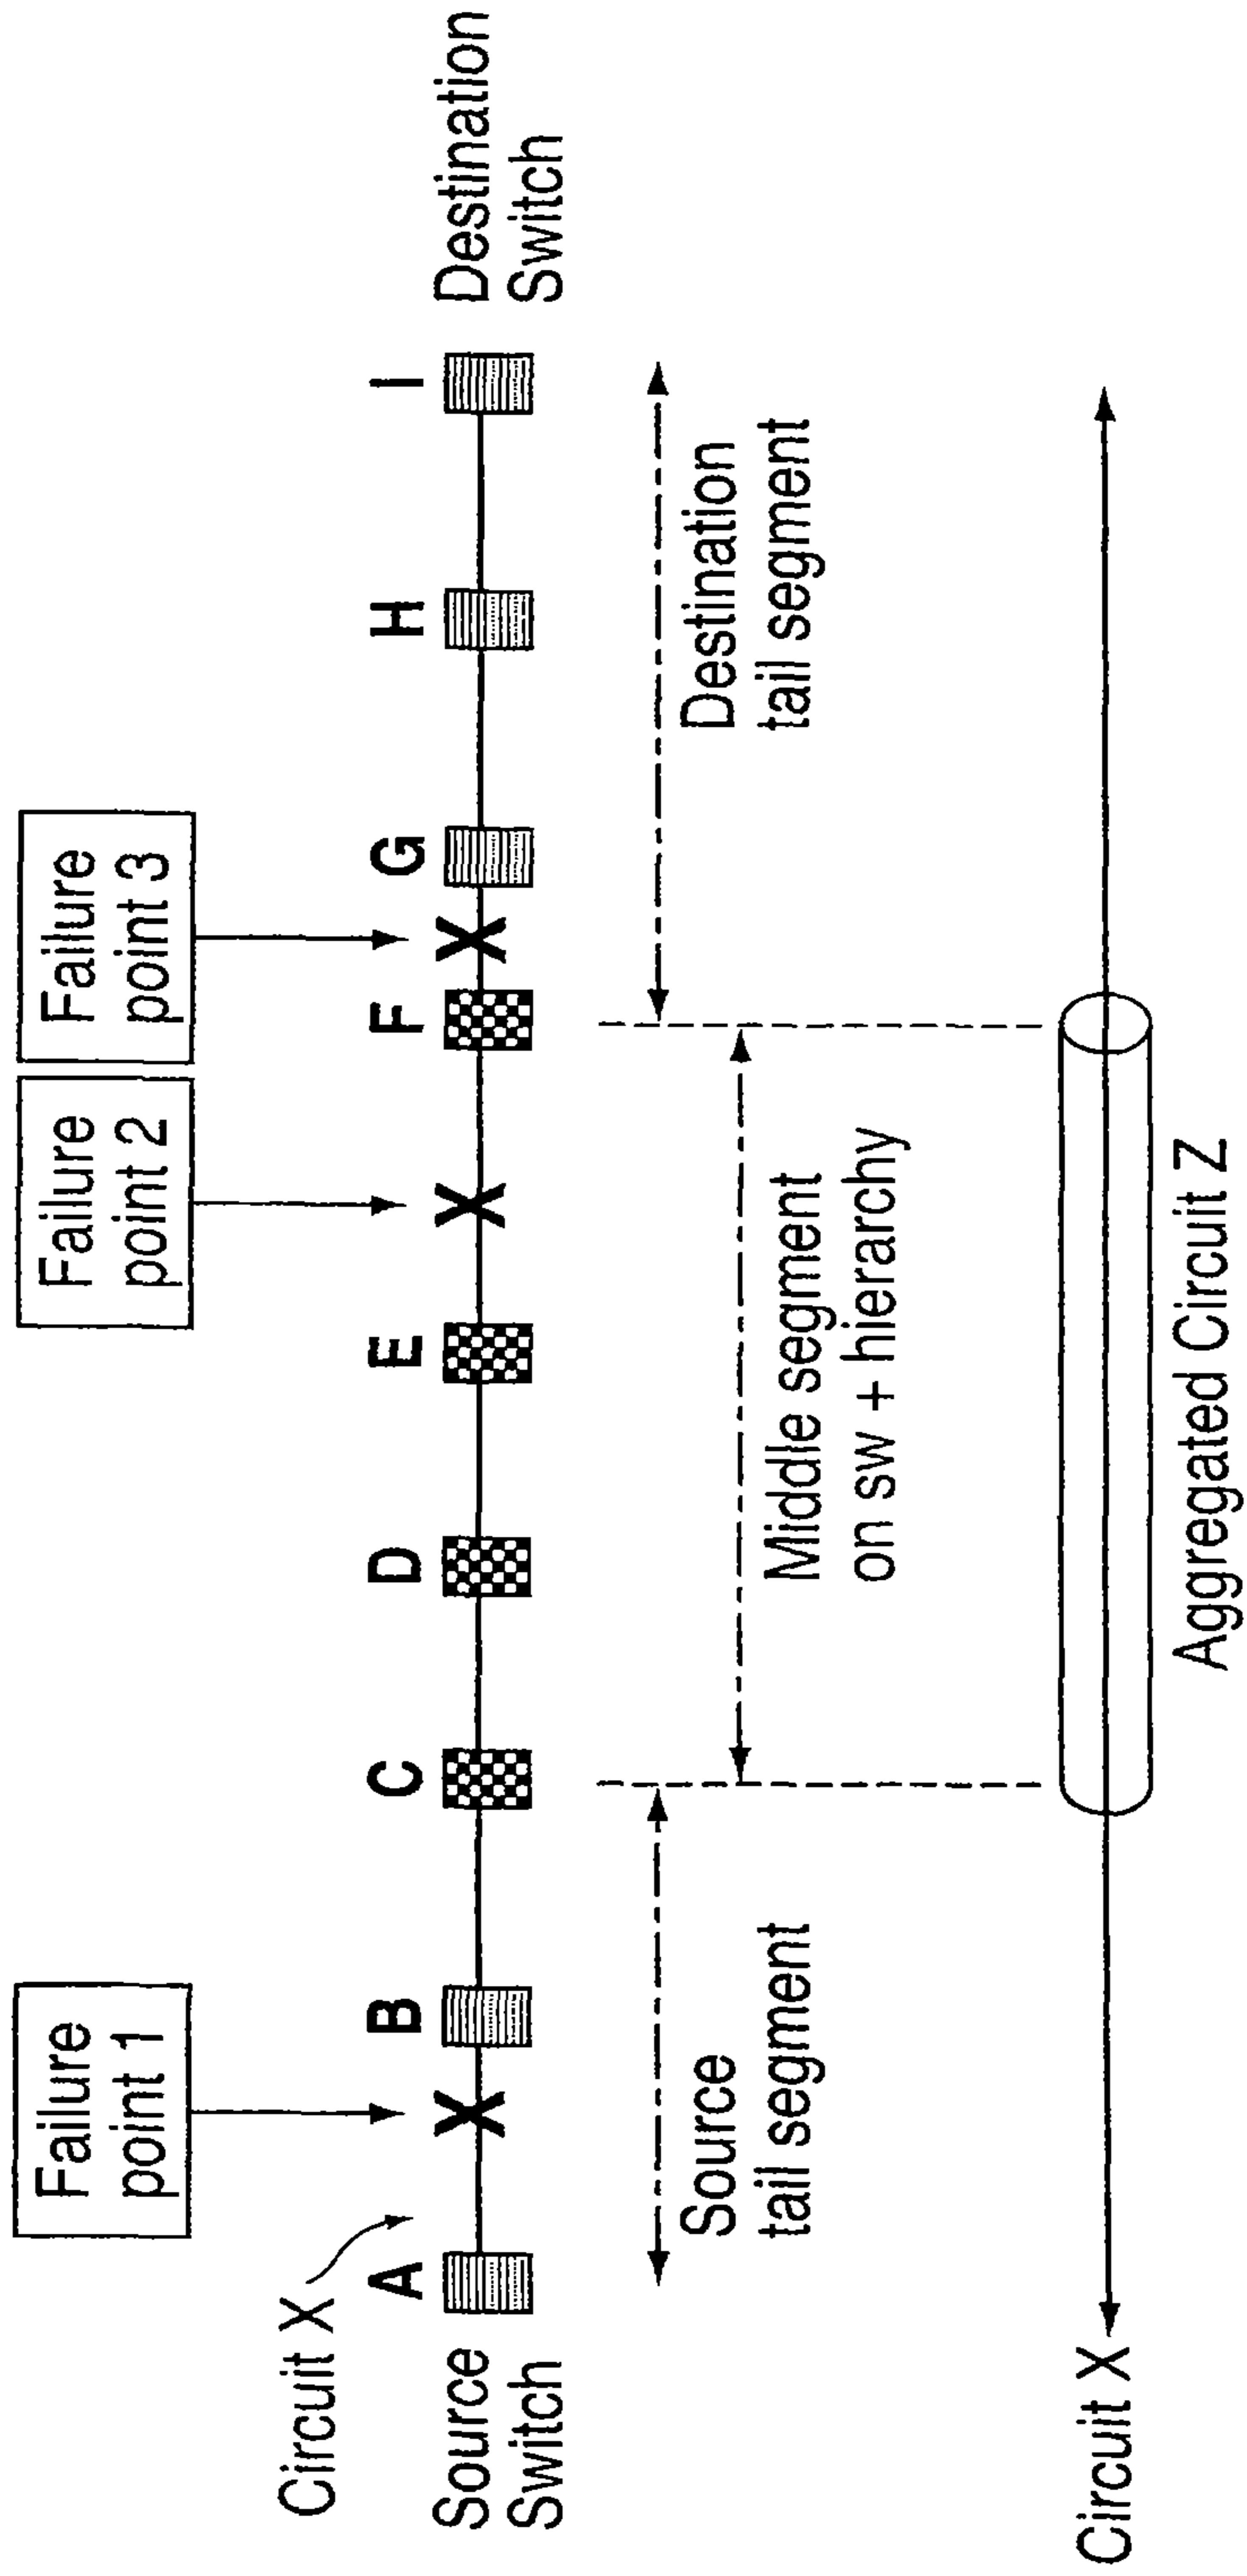 Failure
point 1
Failure
point 2
Failure
point 3
Circuit X
A
B
C
D
E
F
G
H
I
Source
Switch
X
X
X
Destination
Switch
Source
tail segment
Middle segment
on sw + hierarchy
Destination
tail segment
Circuit X
Aggregated Circuit Z